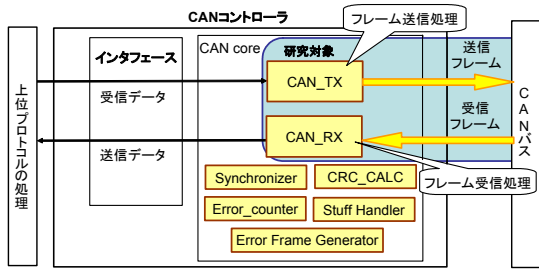 CANコントローラ
フレーム送信処理
インタフェース
CAN core
研究対象
送信
フレーム
受信データ
CAN_TX
受信
フレーム
CAN_RX
送信データ
上位プロトコルの処理
CANバス
Synchronizer
CRC_CALC
フレーム受信処理
Error_counter
Stuff Handler
Error Frame Generator